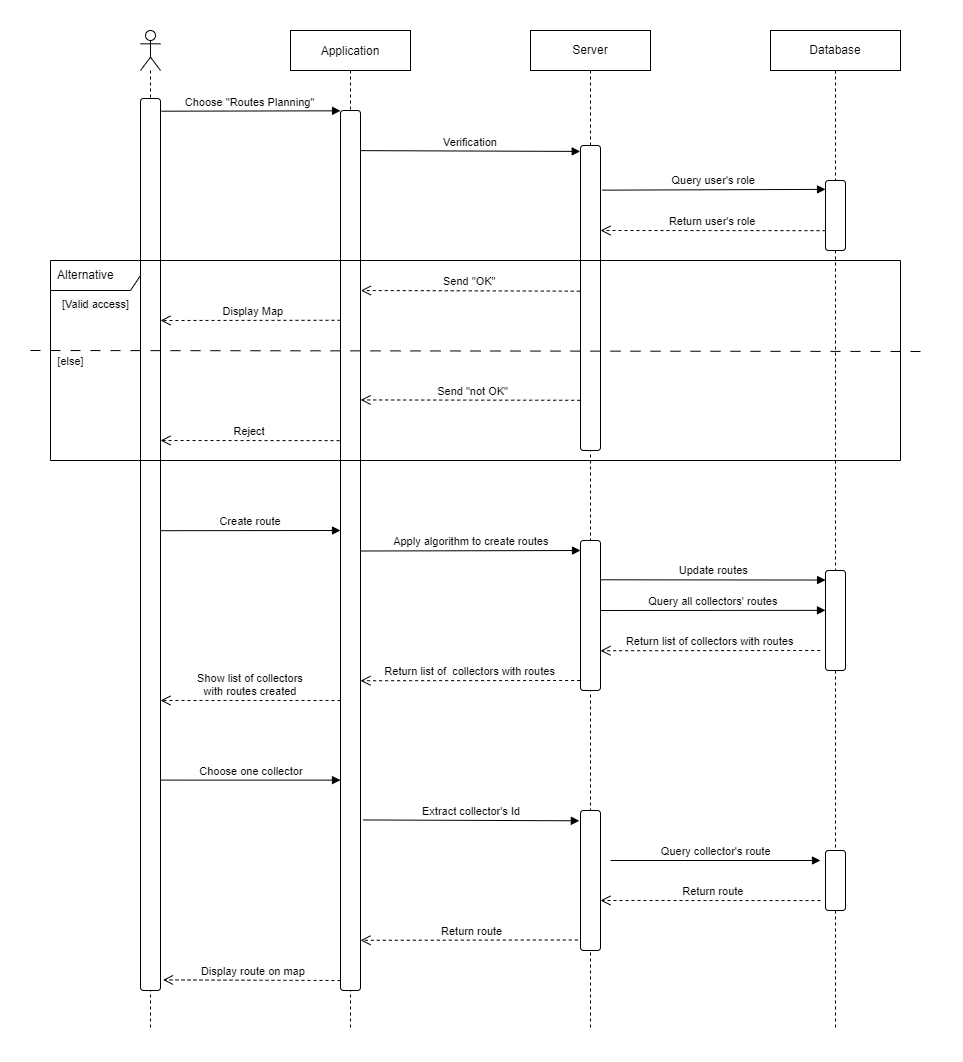 Application
Server
Database
Choose "Routes Planning"
Verification
Query user's role
Return user's role
Alternative
Send "OK"
[Valid access]
Display Map
[else]
Send "not OK"
Reject
Create route
Apply algorithm to create routes
Update routes
Query all collectors' routes
Return list of collectors with routes
Return list of  collectors with routes
Show list of collectors
with routes created
Choose one collector
Extract collector's Id
Query collector's route
Return route
Return route
Display route on map